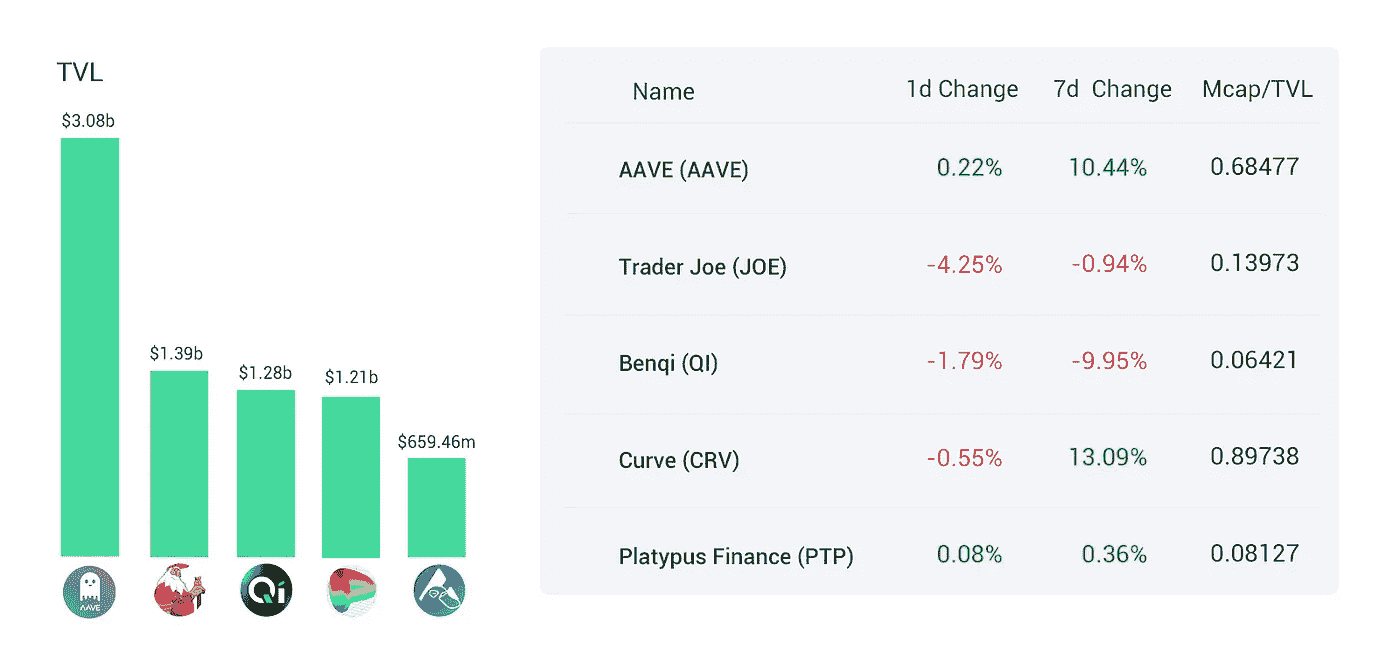 TVL
$3.08b
$1.39b
$1.28b
$1.21b
$659.46m
AAVE
Qi
Name 1d Change 7d Change Mcap/TVL
AAVE (AAVE) 0.22% 10.44% 0.68477
Trader Joe (JOE) -4.25% -0.94% 0.13973
Benqi (QI) -1.79% -9.95% 0.06421
Curve (CRV) -0.55% 13.09% 0.89738
Platypus Finance (PTP) 0.08% 0.36% 0.08127